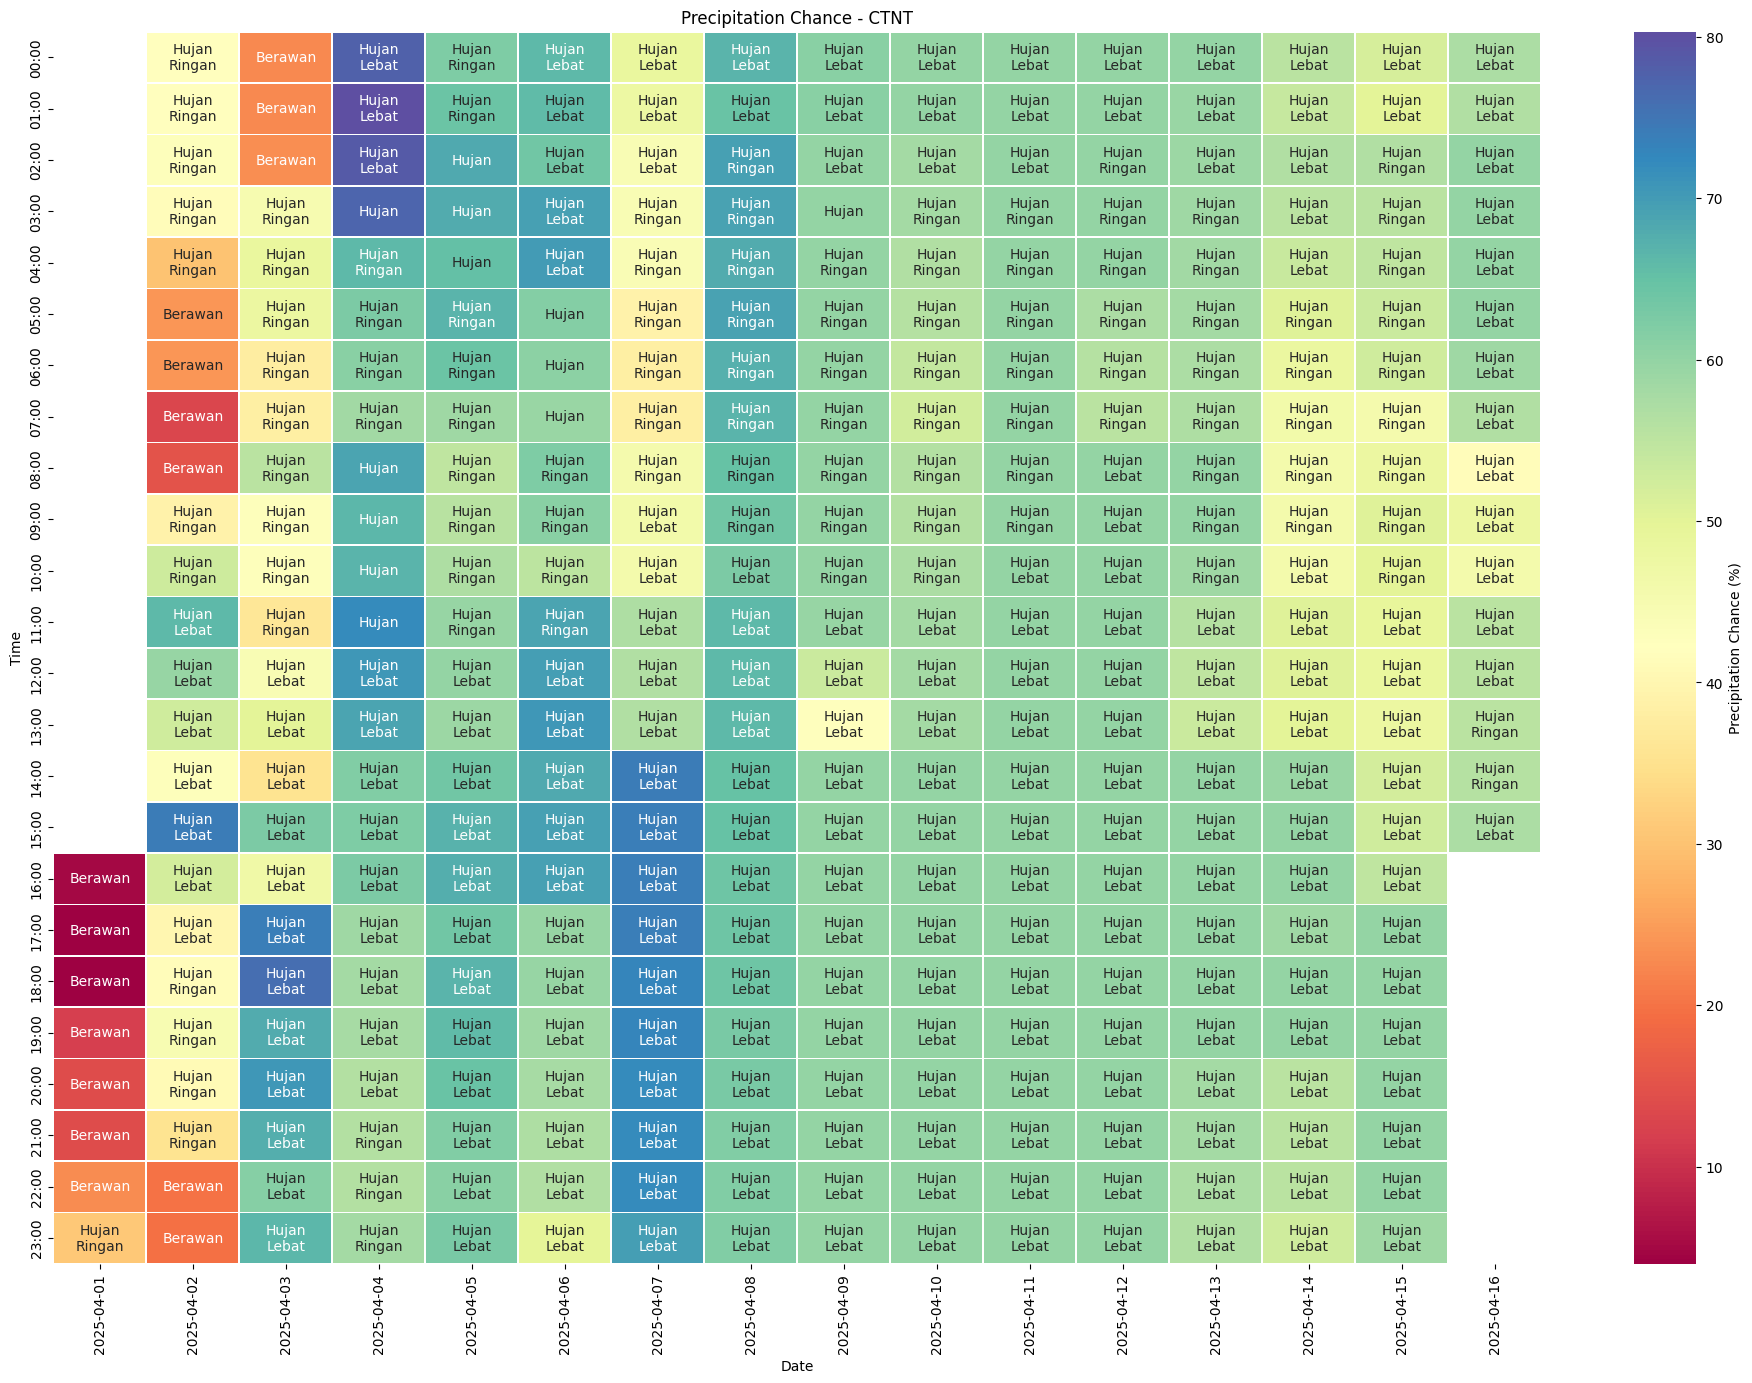 Precipitation Chance - CTNT
00:00 Hujan Ringan Berawan Hujan Lebat Hujan Ringan Hujan Lebat Hujan Lebat Hujan Lebat Hujan Lebat Hujan Lebat Hujan Lebat Hujan Lebat Hujan Lebat Hujan Lebat Hujan Lebat Hujan Lebat
01:00 Hujan Ringan Berawan Hujan Lebat Hujan Ringan Hujan Lebat Hujan Lebat Hujan Lebat Hujan Lebat Hujan Lebat Hujan Lebat Hujan Lebat Hujan Lebat Hujan Lebat Hujan Lebat Hujan Lebat
02:00 Hujan Ringan Berawan Hujan Lebat Hujan Hujan Lebat Hujan Lebat Hujan Ringan Hujan Lebat Hujan Lebat Hujan Lebat Hujan Ringan Hujan Lebat Hujan Lebat Hujan Ringan Hujan Lebat
03:00 Hujan Ringan Hujan Ringan Hujan Hujan Hujan Lebat Hujan Ringan Hujan Ringan Hujan Hujan Ringan Hujan Ringan Hujan Ringan Hujan Ringan Hujan Lebat Hujan Ringan Hujan Lebat
04:00 Hujan Ringan Hujan Ringan Hujan Ringan Hujan Hujan Lebat Hujan Ringan Hujan Ringan Hujan Ringan Hujan Ringan Hujan Ringan Hujan Ringan Hujan Ringan Hujan Lebat Hujan Ringan Hujan Lebat
05:00 Berawan Hujan Ringan Hujan Ringan Hujan Ringan Hujan Hujan Ringan Hujan Ringan Hujan Ringan Hujan Ringan Hujan Ringan Hujan Ringan Hujan Ringan Hujan Ringan Hujan Ringan Hujan Lebat
06:00 Berawan Hujan Ringan Hujan Ringan Hujan Ringan Hujan Hujan Ringan Hujan Ringan Hujan Ringan Hujan Ringan Hujan Ringan Hujan Ringan Hujan Ringan Hujan Ringan Hujan Ringan Hujan Lebat
07:00 Berawan Hujan Ringan Hujan Ringan Hujan Ringan Hujan Hujan Ringan Hujan Ringan Hujan Ringan Hujan Ringan Hujan Ringan Hujan Ringan Hujan Ringan Hujan Ringan Hujan Ringan Hujan Lebat
08:00 Berawan Hujan Ringan Hujan Hujan Ringan Hujan Ringan Hujan Ringan Hujan Ringan Hujan Ringan Hujan Ringan Hujan Ringan Hujan Lebat Hujan Ringan Hujan Ringan Hujan Ringan Hujan Lebat
09:00 Hujan Ringan Hujan Ringan Hujan Hujan Ringan Hujan Ringan Hujan Lebat Hujan Ringan Hujan Ringan Hujan Ringan Hujan Ringan Hujan Lebat Hujan Ringan Hujan Ringan Hujan Ringan Hujan Lebat
10:00 Hujan Ringan Hujan Ringan Hujan Hujan Ringan Hujan Ringan Hujan Lebat Hujan Lebat Hujan Ringan Hujan Ringan Hujan Lebat Hujan Lebat Hujan Ringan Hujan Lebat Hujan Ringan Hujan Lebat
11:00 Hujan Lebat Hujan Ringan Hujan Hujan Ringan Hujan Ringan Hujan Lebat Hujan Lebat Hujan Lebat Hujan Lebat Hujan Lebat Hujan Lebat Hujan Lebat Hujan Lebat Hujan Lebat Hujan Lebat
12:00 Hujan Lebat Hujan Lebat Hujan Lebat Hujan Lebat Hujan Lebat Hujan Lebat Hujan Lebat Hujan Lebat Hujan Lebat Hujan Lebat Hujan Lebat Hujan Lebat Hujan Lebat Hujan Lebat Hujan Lebat
13:00 Hujan Lebat Hujan Lebat Hujan Lebat Hujan Lebat Hujan Lebat Hujan Lebat Hujan Lebat Hujan Lebat Hujan Lebat Hujan Lebat Hujan Lebat Hujan Lebat Hujan Lebat Hujan Lebat Hujan Ringan
14:00 Hujan Lebat Hujan Lebat Hujan Lebat Hujan Lebat Hujan Lebat Hujan Lebat Hujan Lebat Hujan Lebat Hujan Lebat Hujan Lebat Hujan Lebat Hujan Lebat Hujan Lebat Hujan Lebat Hujan Ringan
15:00 Hujan Lebat Hujan Lebat Hujan Lebat Hujan Lebat Hujan Lebat Hujan Lebat Hujan Lebat Hujan Lebat Hujan Lebat Hujan Lebat Hujan Lebat Hujan Lebat Hujan Lebat Hujan Lebat Hujan Lebat
16:00 Berawan Hujan Lebat Hujan Lebat Hujan Lebat Hujan Lebat Hujan Lebat Hujan Lebat Hujan Lebat Hujan Lebat Hujan Lebat Hujan Lebat Hujan Lebat Hujan Lebat Hujan Lebat Hujan Lebat
17:00 Berawan Hujan Lebat Hujan Lebat Hujan Lebat Hujan Lebat Hujan Lebat Hujan Lebat Hujan Lebat Hujan Lebat Hujan Lebat Hujan Lebat Hujan Lebat Hujan Lebat Hujan Lebat Hujan Lebat
18:00 Berawan Hujan Ringan Hujan Lebat Hujan Lebat Hujan Lebat Hujan Lebat Hujan Lebat Hujan Lebat Hujan Lebat Hujan Lebat Hujan Lebat Hujan Lebat Hujan Lebat Hujan Lebat Hujan Lebat
19:00 Berawan Hujan Ringan Hujan Lebat Hujan Lebat Hujan Lebat Hujan Lebat Hujan Lebat Hujan Lebat Hujan Lebat Hujan Lebat Hujan Lebat Hujan Lebat Hujan Lebat Hujan Lebat Hujan Lebat
20:00 Berawan Hujan Ringan Hujan Lebat Hujan Lebat Hujan Lebat Hujan Lebat Hujan Lebat Hujan Lebat Hujan Lebat Hujan Lebat Hujan Lebat Hujan Lebat Hujan Lebat Hujan Lebat Hujan Lebat
21:00 Berawan Hujan Ringan Hujan Lebat Hujan Ringan Hujan Lebat Hujan Lebat Hujan Lebat Hujan Lebat Hujan Lebat Hujan Lebat Hujan Lebat Hujan Lebat Hujan Lebat Hujan Lebat Hujan Lebat
22:00 Berawan Berawan Hujan Lebat Hujan Ringan Hujan Lebat Hujan Lebat Hujan Lebat Hujan Lebat Hujan Lebat Hujan Lebat Hujan Lebat Hujan Lebat Hujan Lebat Hujan Lebat Hujan Lebat
23:00 Hujan Ringan Berawan Hujan Lebat Hujan Ringan Hujan Lebat Hujan Lebat Hujan Lebat Hujan Lebat Hujan Lebat Hujan Lebat Hujan Lebat Hujan Lebat Hujan Lebat Hujan Lebat Hujan Lebat
Time
2025-04-01 2025-04-02 2025-04-03 2025-04-04 2025-04-05 2025-04-06 2025-04-07 2025-04-08 2025-04-09 2025-04-10 2025-04-11 2025-04-12 2025-04-13 2025-04-14 2025-04-15 2025-04-16
Date
80
70
60
50
40
30
20
10
Precipitation Chance (%)